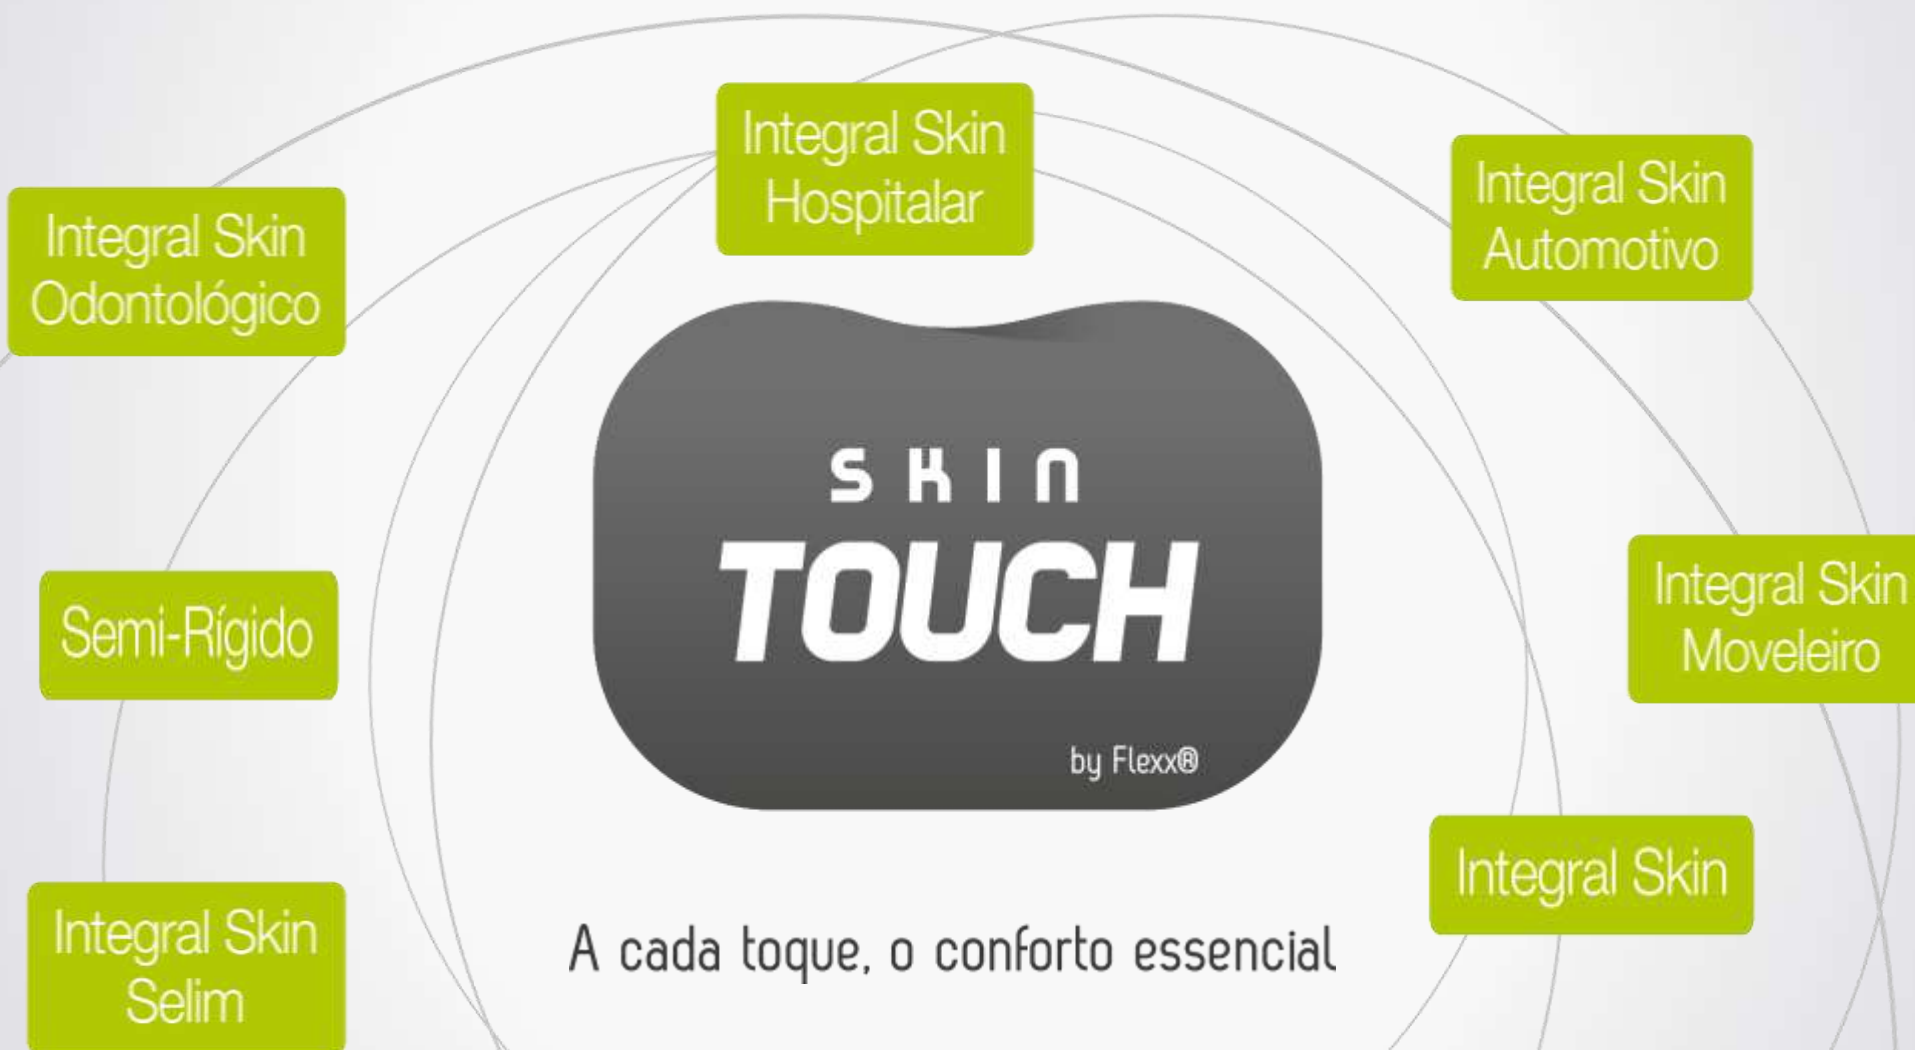 Integral Skin
Hospitalar
Integral Skin
Automotivo
Integral Skin
Odontológico
SKIN
TOUCH
by Flexx®
Semi-Rígido
Integral Skin
Moveleiro
Integral Skin
Integral Skin
Selim
A cada toque, o conforto essencial